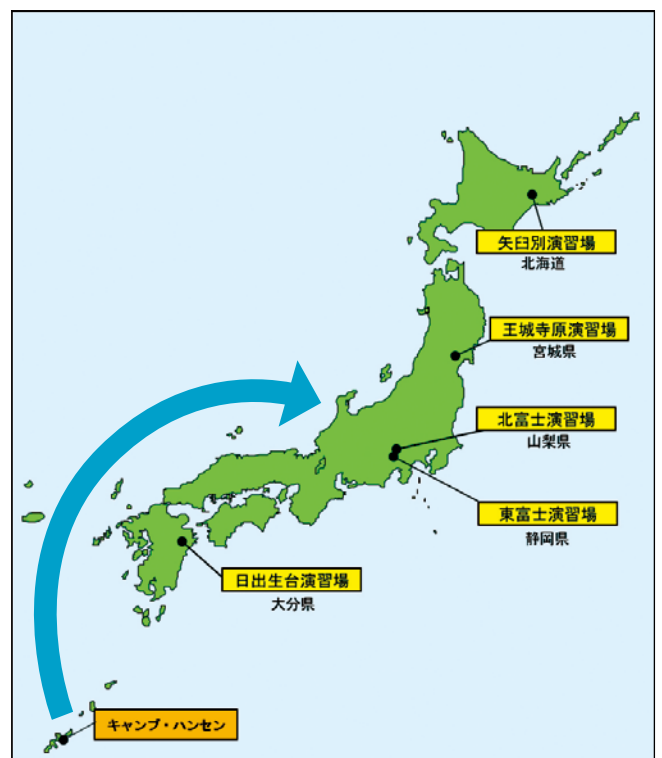 矢臼別演習場
北海道
王城寺原演習場
宮城県
北富士演習場
山梨県
東富士演習場
静岡県
日出生台演習場
大分県
キャンプ・ハンセン